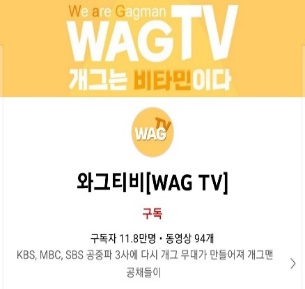 We are Gagman
WAGTV
개그는 비타민이다
WAG TV
와그티비[WAG TV]
구독
구독자 11.8만명 • 동영상 94개
KBS, MBC, SBS 공중파 3사에 다시 개그 무대가 만들어져 개그맨
공채들이